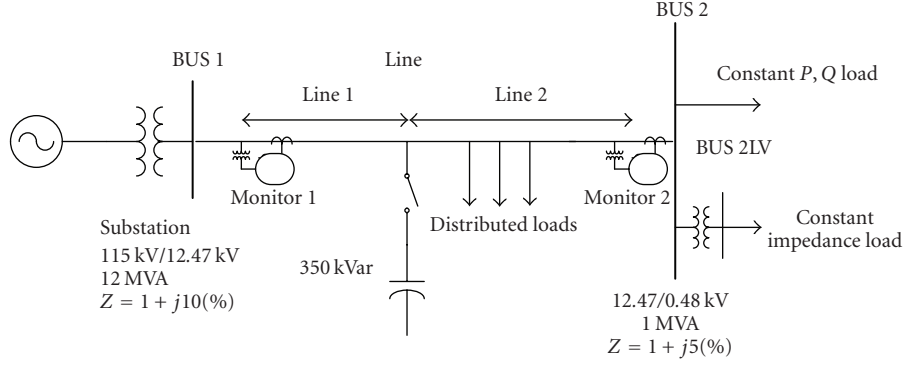 BUS 2
BUS 1
Line
Constant P, Q load
Line 1
Line 2
BUS 2LV
Monitor 1
Monitor 2
Distributed loads
Substation
115 kV/12.47 kV
12 MVA
Z = 1 + j10(%)
350 kVar
Constant
impedance load
12.47/0.48 kV
1 MVA
Z = 1 + j5(%)